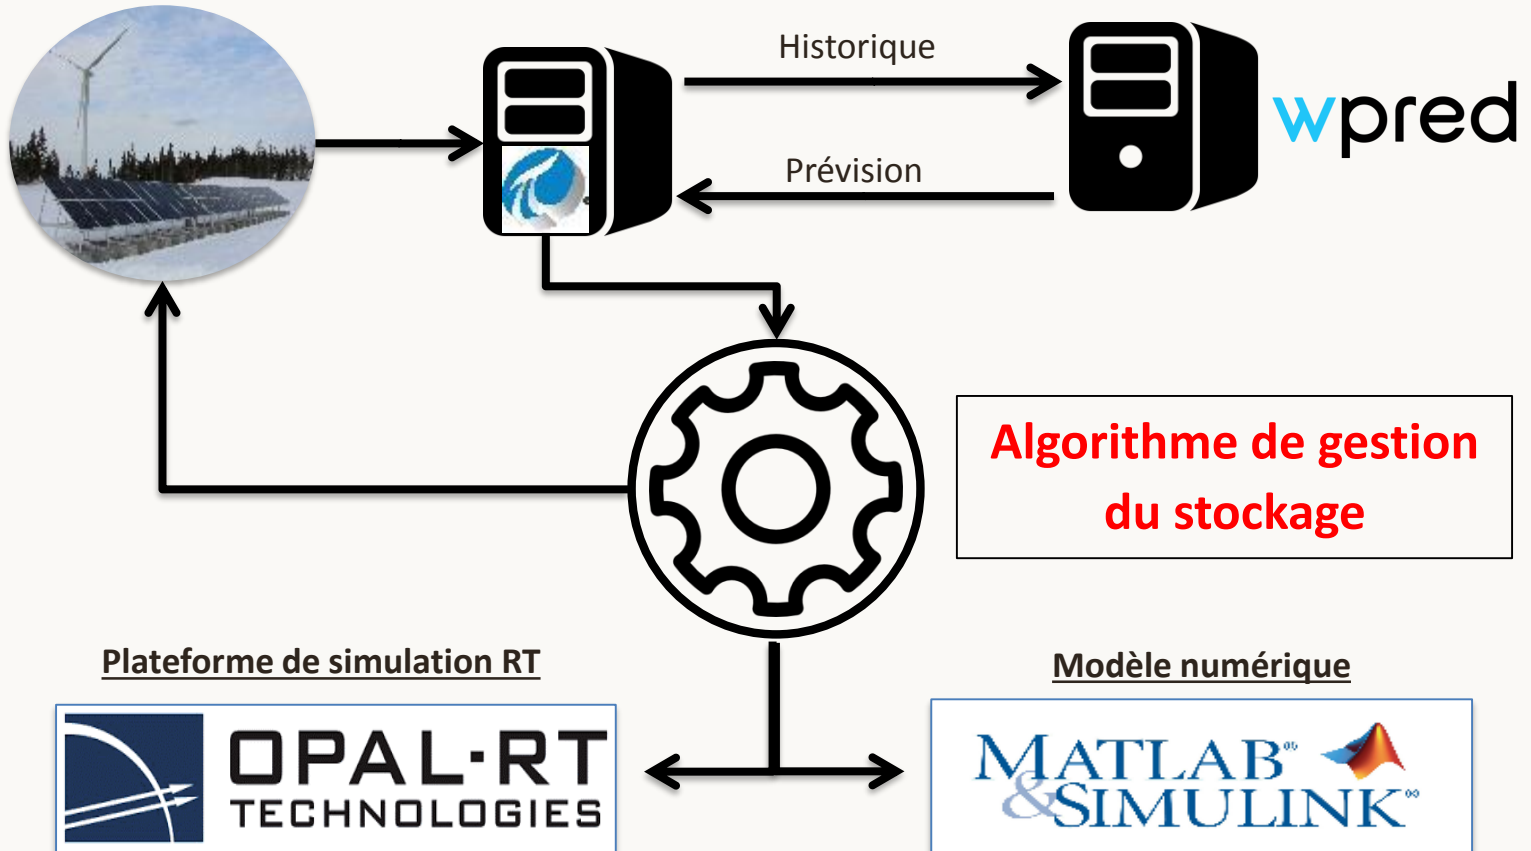 Historique
wpred
Prévision
Algorithme de gestion
du stockage
Plateforme de simulation RT
Modèle numérique
OPAL-RT
TECHNOLOGIES
MATLAB®
&SIMULINK®